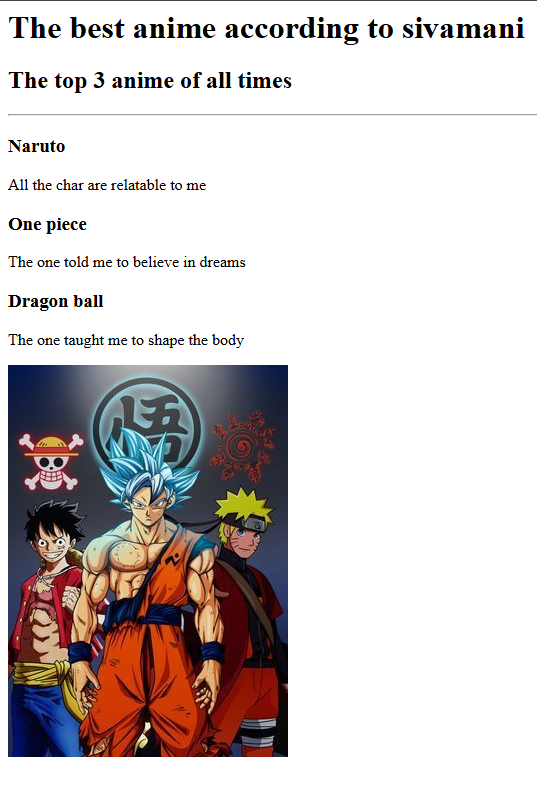 The best anime according to sivamani
The top 3 anime of all times
Naruto
All the char are relatable to me
One piece
The one told me to believe in dreams
Dragon ball
The one taught me to shape the body
悟